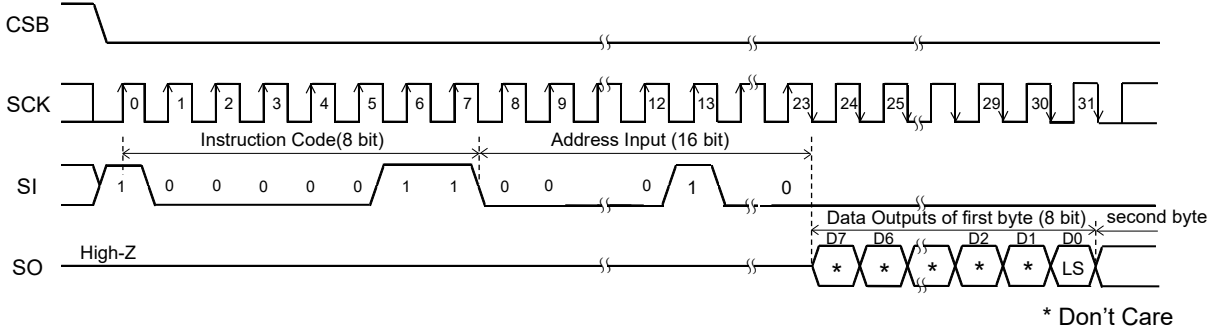 CSB
SCK 0 1 2 3 4 5 6 7 8 9 12 13 23 24 25 29 30 31
Instruction Code(8 bit) Address Input (16 bit)
SI 1 0 0 0 0 0 1 1 0 0 0 1 0
Data Outputs of first byte (8 bit) second byte
D7 D6 D2 D1 D0
High-Z
SO * * * * * LS
* Don't Care